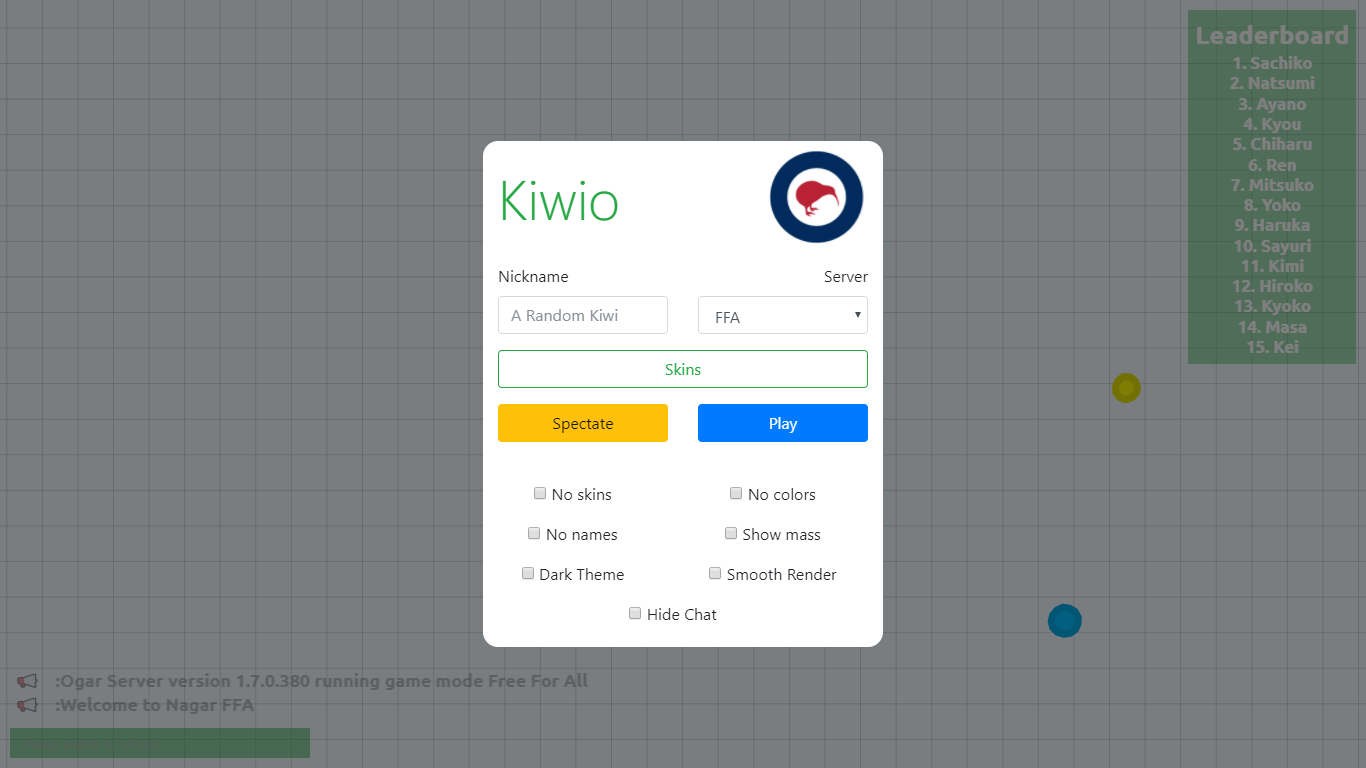 Leaderboard
1. Sachiko
2. Natsumi
3. Ayano
4. Kyou
5. Chiharu
6. Ren
7. Mitsuko
8. Yoko
9. Haruka
10. Sayuri
11. Kimi
12. Hiroko
13. Kyoko
14. Masa
15. Kei
Kiwio
Nickname Server
A Random Kiwi FFA
Skins
Spectate Play
No skins No colors
No names Show mass
Dark Theme Smooth Render
Hide Chat
:Ogar Server version 1.7.0.380 running game mode Free For All
:Welcome to Nagar FFA